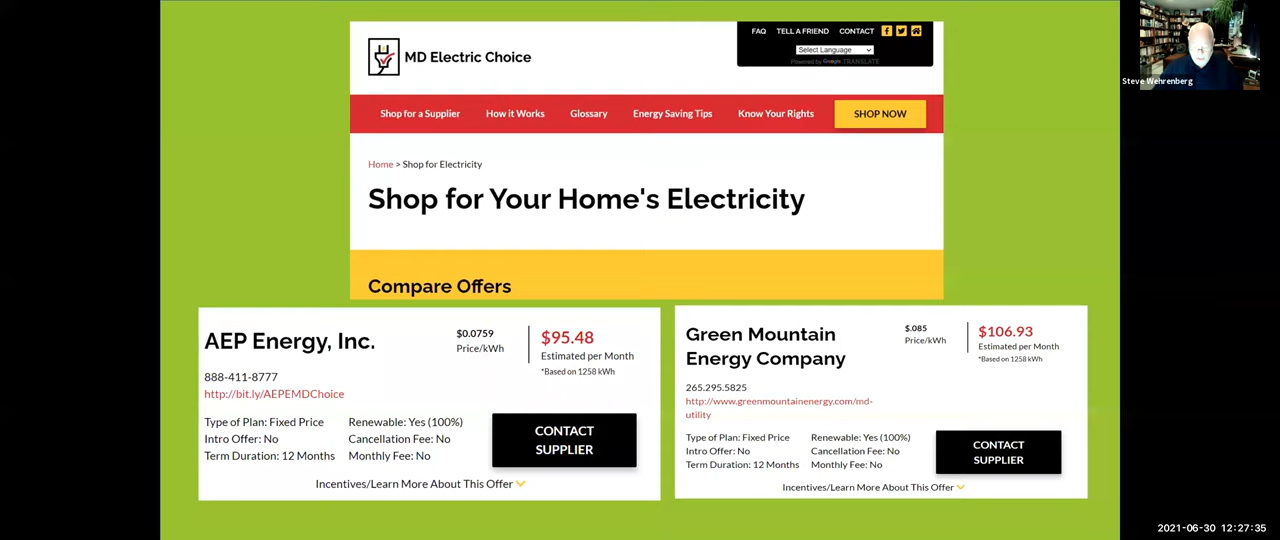 FAQ TELL A FRIEND CONTACT
Select Language
Powered by Google TRANSLATE
MD Electric Choice
Steve Wehrenberg
Shop for a Supplier How it Works Glossary Energy Saving Tips Know Your Rights SHOP NOW
Home > Shop for Electricity
Shop for Your Home's Electricity
Compare Offers
AEP Energy, Inc.
$0.0759
Price/kWh
$95.48
Estimated per Month
*Based on 1258 kWh
888-411-8777
http://bit.ly/AEPEMDChoice
Type of Plan: Fixed Price Renewable: Yes (100%)
Intro Offer: No Cancellation Fee: No
Term Duration: 12 Months Monthly Fee: No
CONTACT
SUPPLIER
Incentives/Learn More About This Offer
Green Mountain
Energy Company
$.085
Price/kWh
$106.93
Estimated per Month
*Based on 1258 kWh
265.295.5825
http://www.greenmountainenergy.com/md-
utility
Type of Plan: Fixed Price Renewable: Yes (100%)
Intro Offer: No Cancellation Fee: No
Term Duration: 12 Months Monthly Fee: No
CONTACT
SUPPLIER
Incentives/Learn More About This Offer
2021-06-30 12:27:35